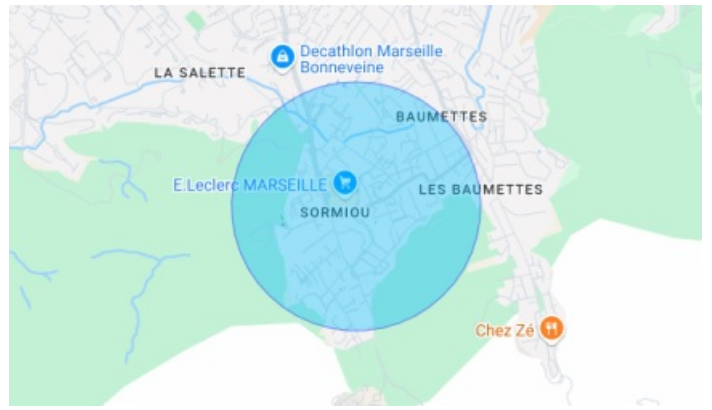 Decathlon Marseille
Bonneveine
LA SALETTE
BAUMETTES
E.Leclerc MARSEILLE
LES BAUMETTES
SORMIOU
Chez Zé